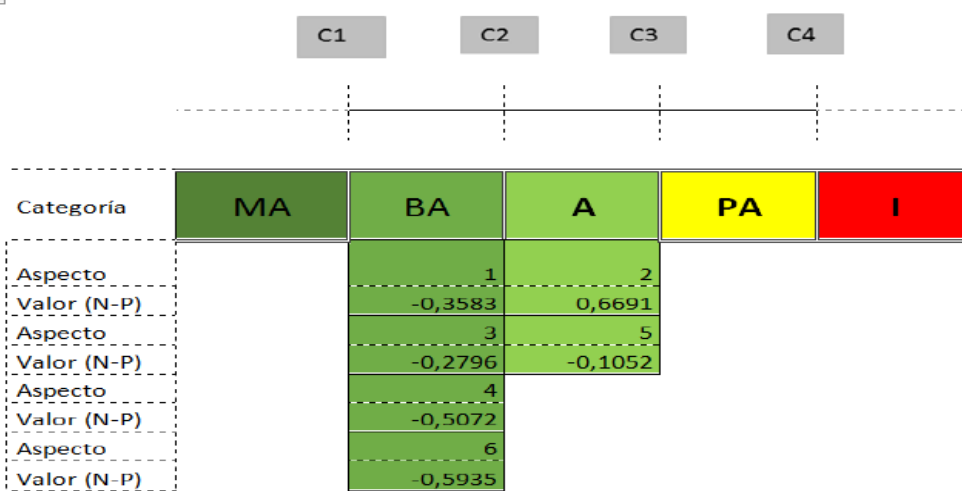 C1 C2 C3 C4
Categoría MA BA A PA I
Aspecto 1 2
Valor (N-P) -0,3583 0,6691
Aspecto 3 5
Valor (N-P) -0,2796 -0,1052
Aspecto 4
Valor (N-P) -0,5072
Aspecto 6
Valor (N-P) -0,5935